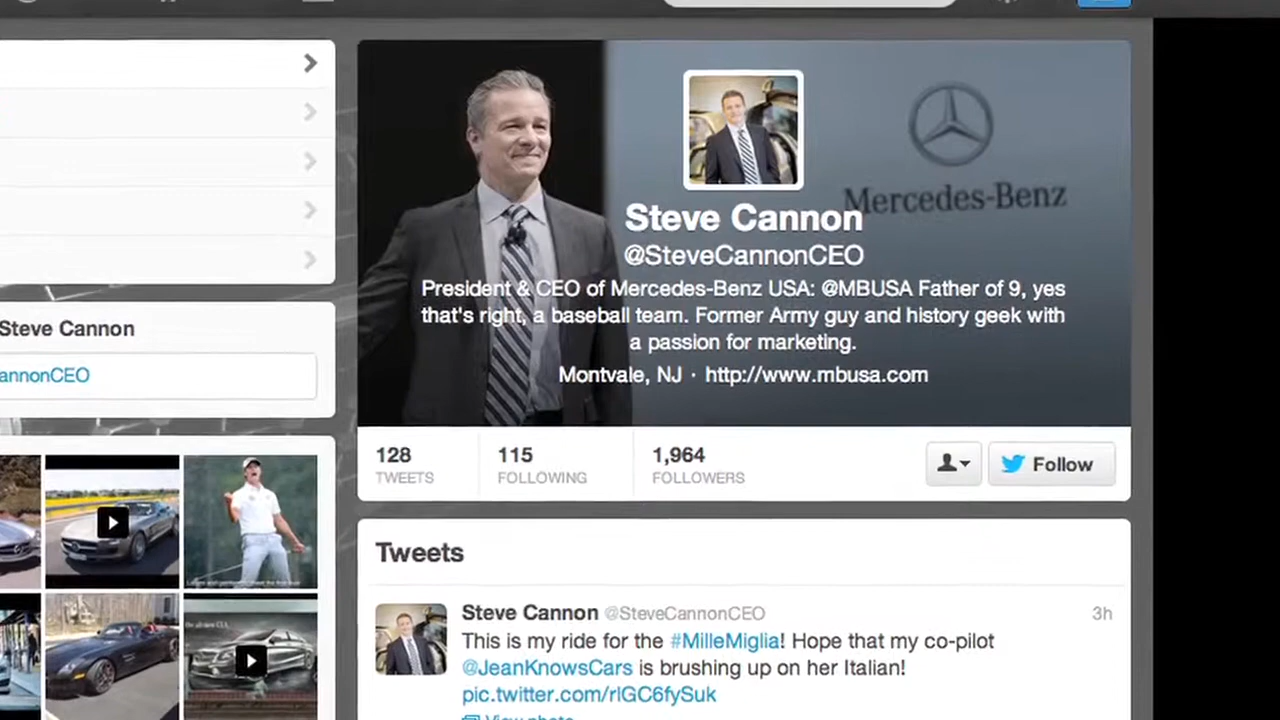 Mercedes-Benz
Steve Cannon
@SteveCannonCEO
President & CEO of Mercedes-Benz USA: @MBUSA Father of 9, yes
that's right, a baseball team. Former Army guy and history geek with
a passion for marketing.
Montvale, NJ · http://www.mbusa.com
Steve Cannon
annonCEO
128
TWEETS
115
FOLLOWING
1,964
FOLLOWERS
Follow
Tweets
Steve Cannon @SteveCannonCEO 3h
This is my ride for the #MilleMiglia! Hope that my co-pilot
@JeanKnowsCars is brushing up on her Italian!
pic.twitter.com/rlGC6fySuk
View photo